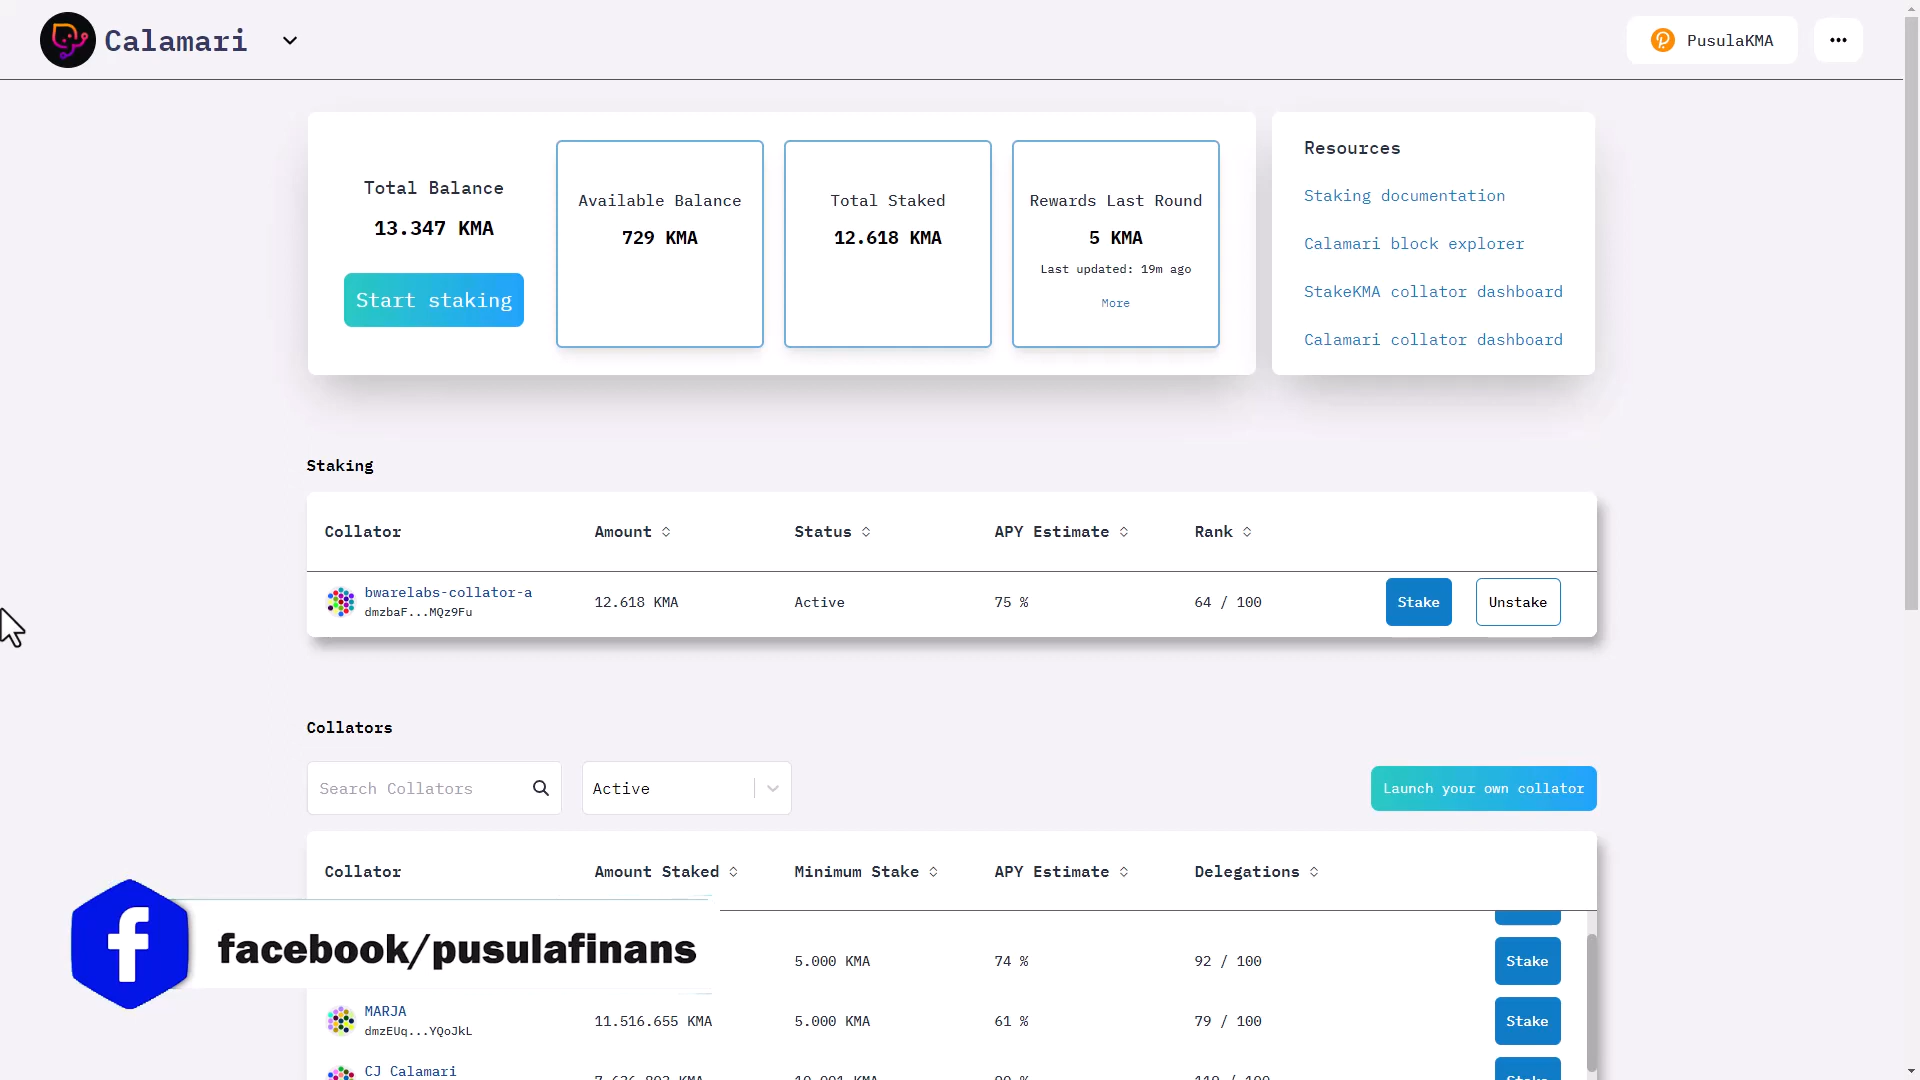 Calamari
PusulaKMA
Total Balance
13.347 KMA
Start staking
Available Balance
729 KMA
Total Staked
12.618 KMA
Rewards Last Round
5 KMA
Last updated: 19m ago
More
Resources
Staking documentation
Calamari block explorer
StakeKMA collator dashboard
Calamari collator dashboard
Staking
Collator Amount Status APY Estimate Rank
bwarelabs-collator-a
dmzbaF...MQz9Fu
12.618 KMA Active 75 % 64 / 100 Stake Unstake
Collators
Search Collators Active Launch your own collator
Collator Amount Staked Minimum Stake APY Estimate Delegations
facebook/pusulafinans
5.000 KMA 74 % 92 / 100 Stake
MARJA
dmzEUq...YQoJkL
11.516.655 KMA 5.000 KMA 61 % 79 / 100 Stake
CJ Calamari